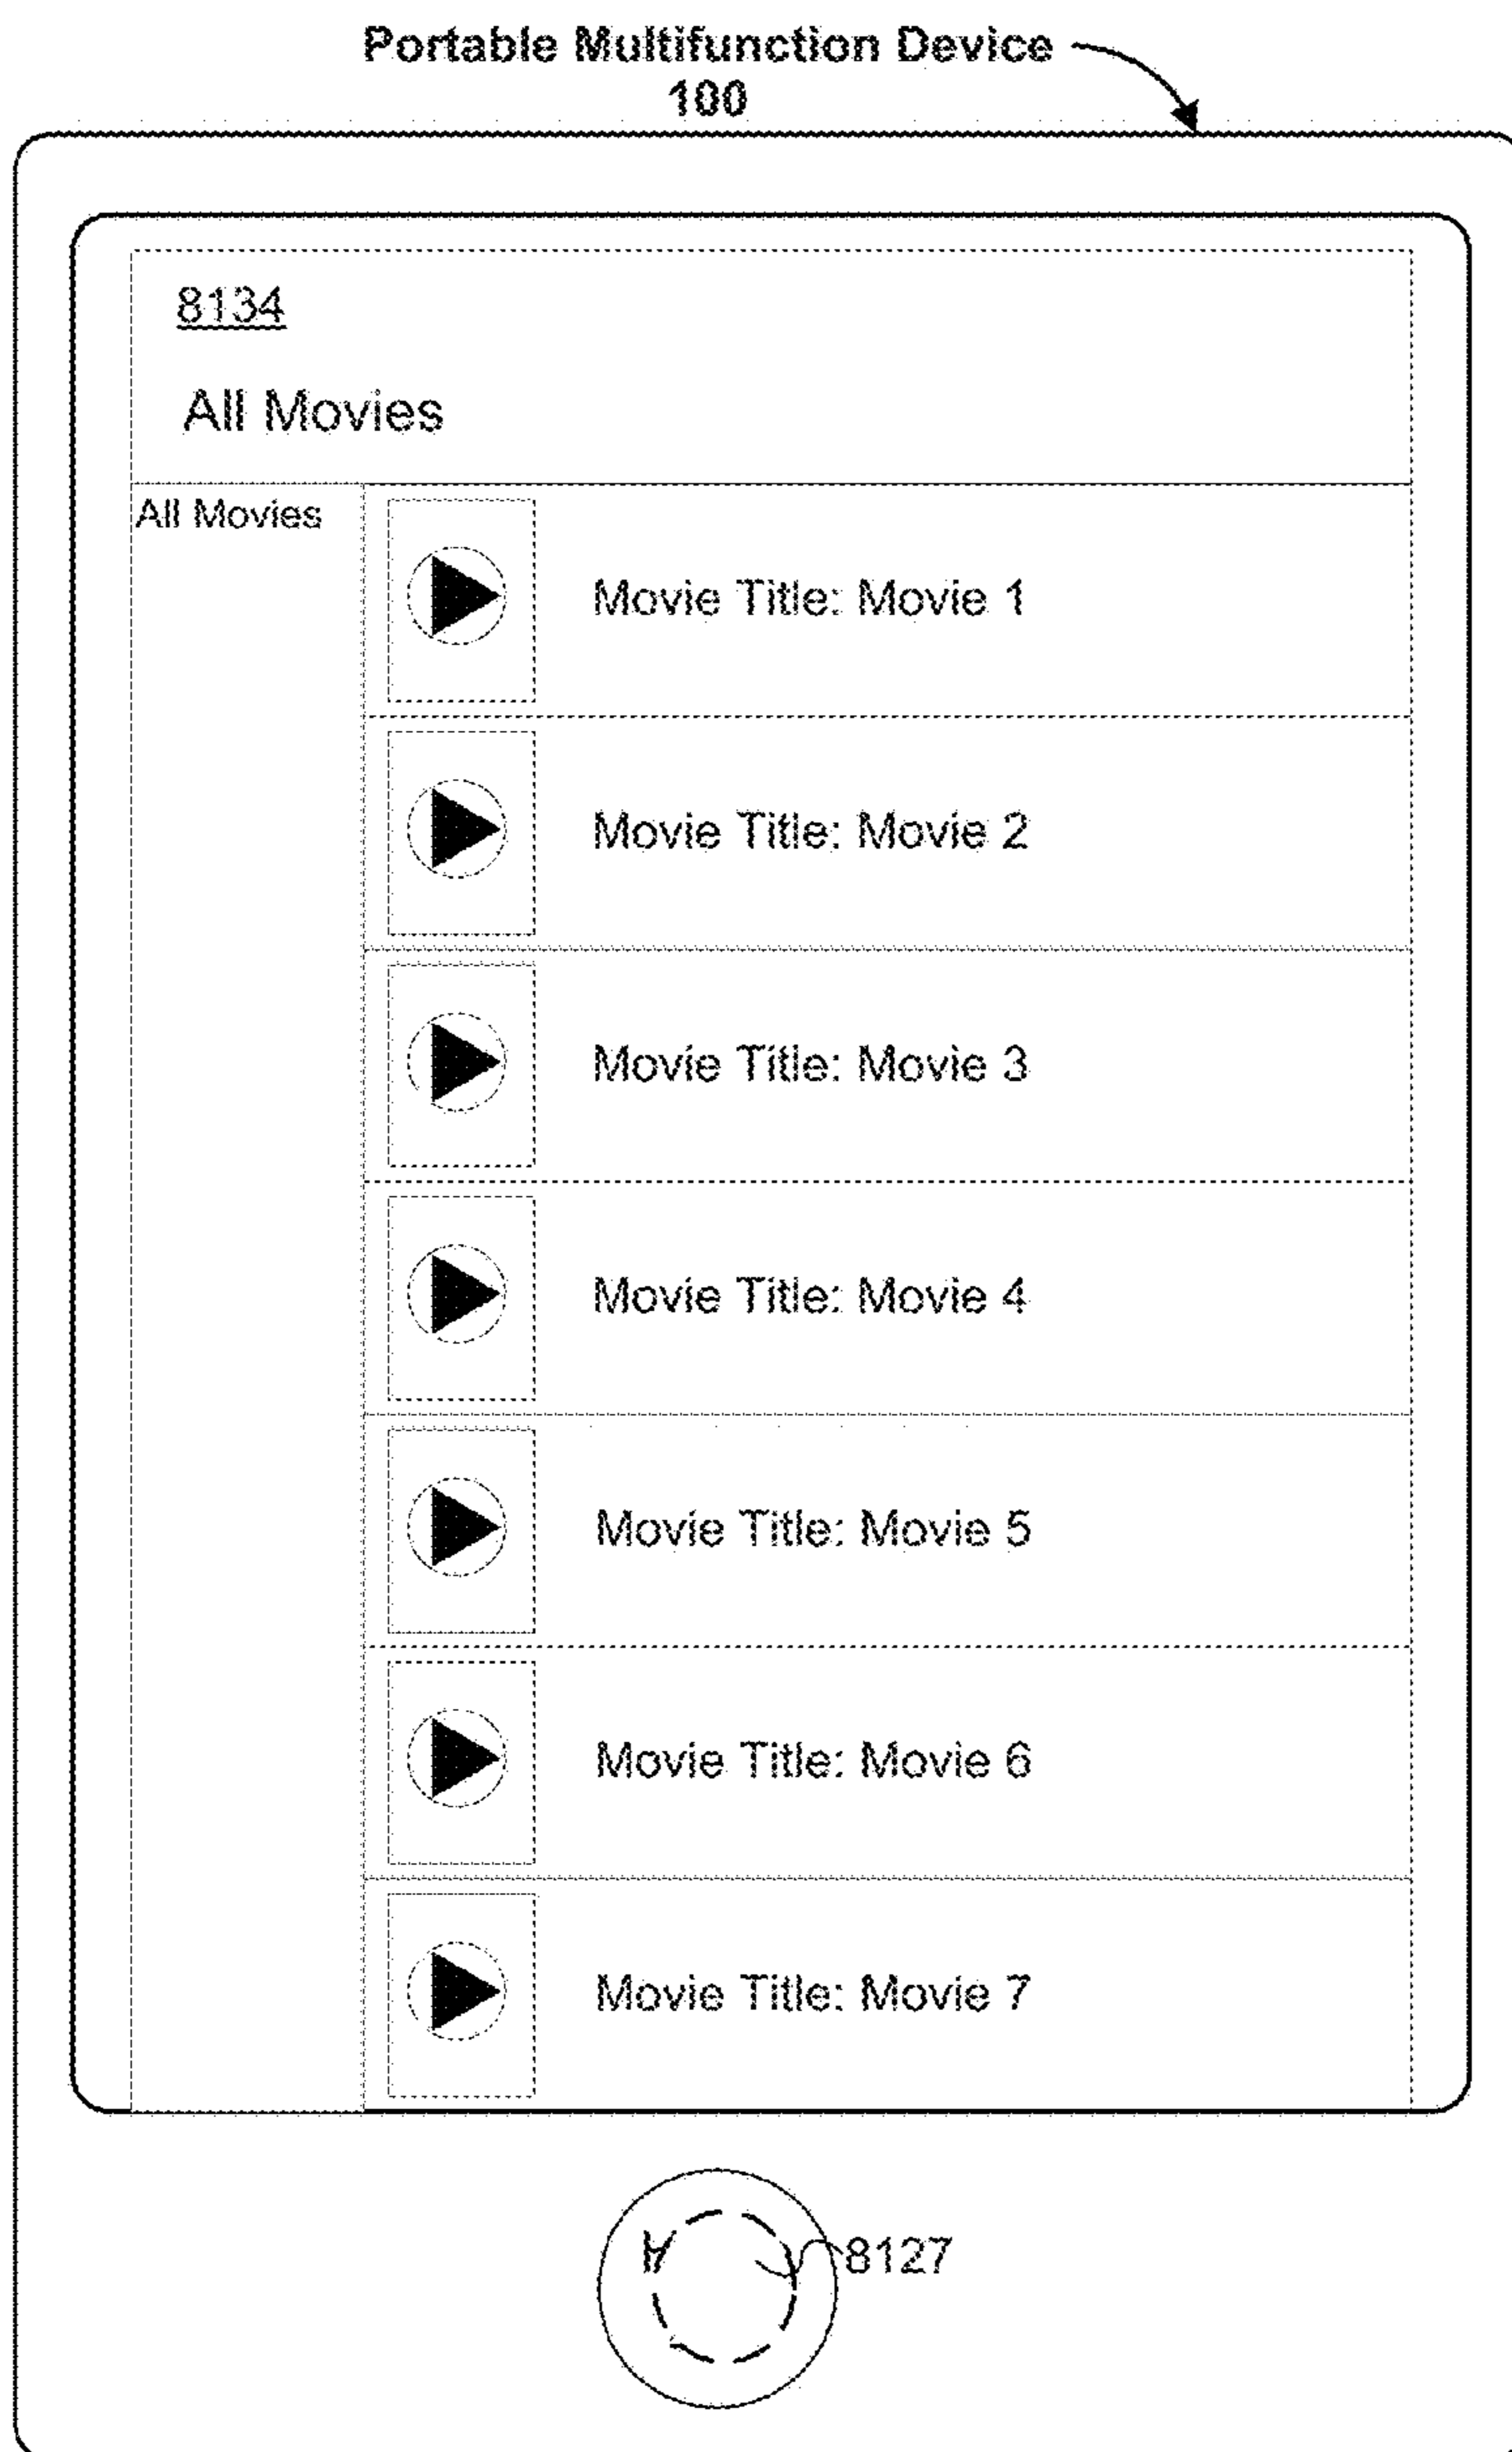 Portable Multifunction Device
100
8134
All Movies
All Movies
Movie Title: Movie 1
Movie Title: Movie 2
Movie Title: Movie 3
Movie Title: Movie 4
Movie Title: Movie 5
Movie Title: Movie 6
Movie Title: Movie 7
8127